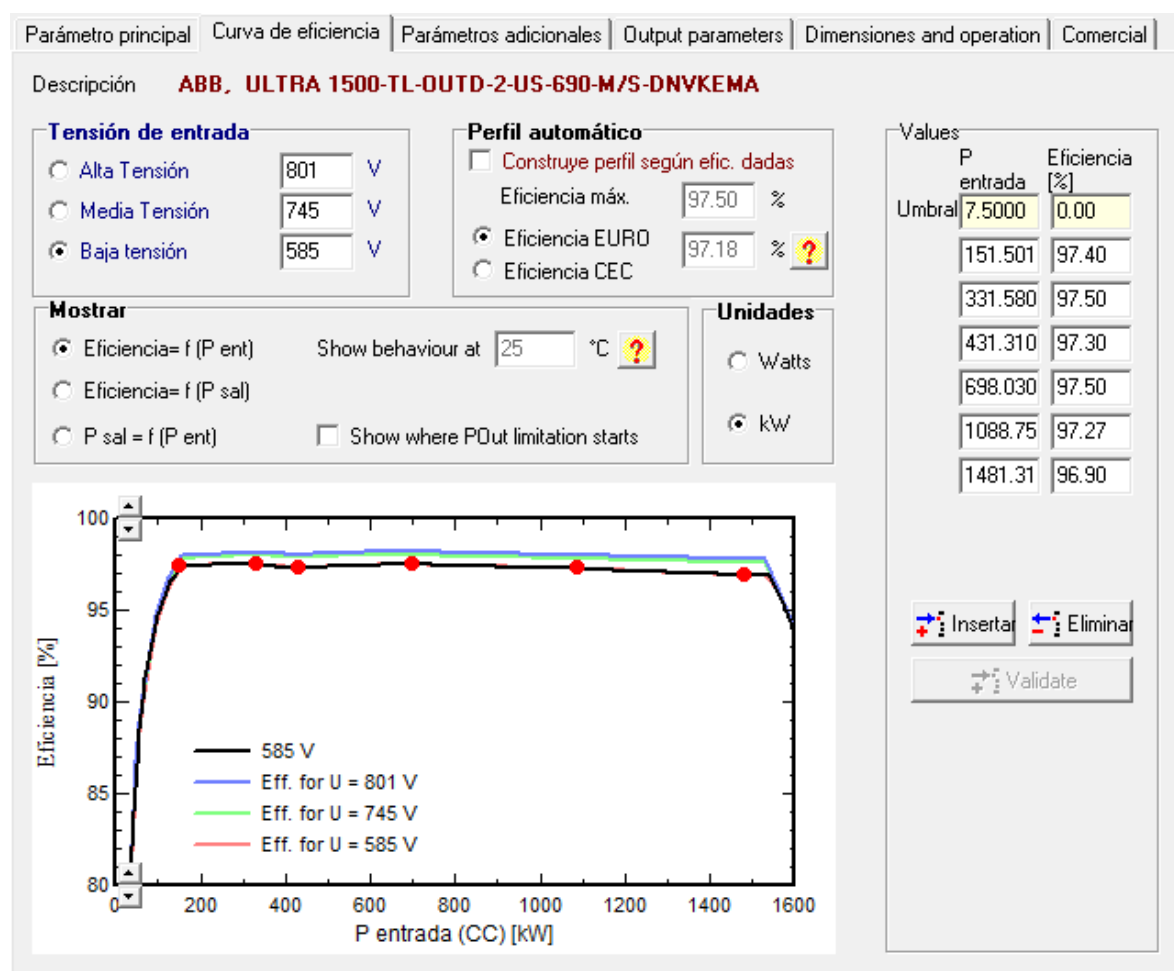 Parámetro principal Curva de eficiencia Parámetros adicionales Output parameters Dimensiones and operation Comercial
Descripción ABB, ULTRA 1500-TL-OUTD-2-US-690-M/S-DNVKEMA
Tensión de entrada
Alta Tensión 801 V
Media Tensión 745 V
Baja tensión 585 V
Perfil automático
Construye perfil según efic. dadas
Eficiencia máx. 97.50 %
Eficiencia EURO 97.18 % ?
Eficiencia CEC
Mostrar
Eficiencia= f (P ent) Show behaviour at 25 °C ?
Eficiencia= f (P sal)
P sal = f (P ent) Show where POut limitation starts
Unidades
Watts
kW
Values
P Eficiencia
entrada [%]
Umbral 7.5000 0.00
151.501 97.40
331.580 97.50
431.310 97.30
698.030 97.50
1088.75 97.27
1481.31 96.90
Insertar Eliminar
Validate
100
95
90
85
80
Eficiencia [%]
585 V
Eff. for U = 801 V
Eff. for U = 745 V
Eff. for U = 585 V
0 200 400 600 800 1000 1200 1400 1600
P entrada (CC) [kW]